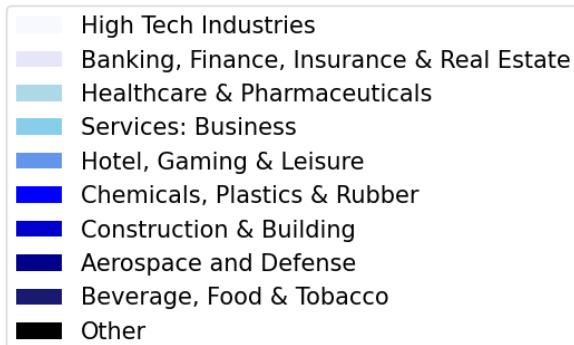 High Tech Industries
Banking, Finance, Insurance & Real Estate
Healthcare & Pharmaceuticals
Services: Business
Hotel, Gaming & Leisure
Chemicals, Plastics & Rubber
Construction & Building
Aerospace and Defense
Beverage, Food & Tobacco
Other